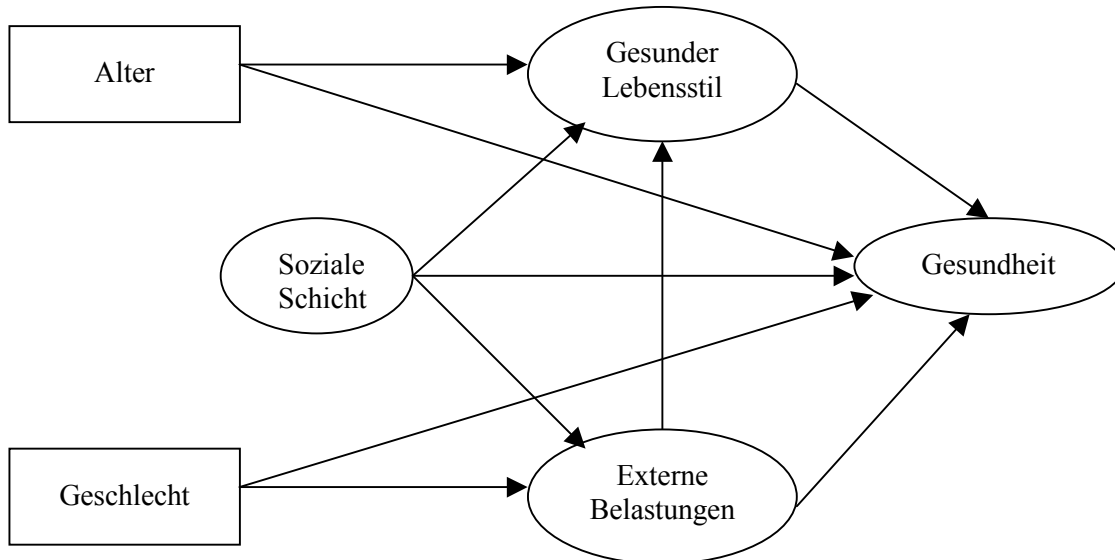 Alter
Gesunder
Lebensstil
Soziale
Schicht
Gesundheit
Geschlecht
Externe
Belastungen